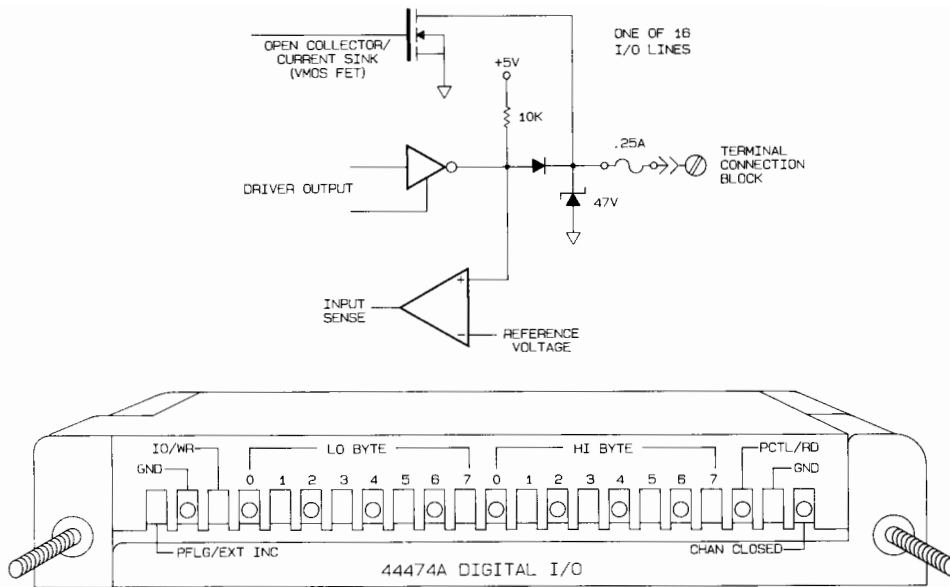 OPEN COLLECTOR/
CURRENT SINK
(VMOS FET)
ONE OF 16
I/O LINES
+5V
10K
.25A
TERMINAL
CONNECTION
BLOCK
DRIVER OUTPUT
47V
+
INPUT
SENSE
-
REFERENCE
VOLTAGE
IO/WR
LO BYTE
HI BYTE
PCTL/RD
GND
GND
0 1 2 3 4 5 6 7 0 1 2 3 4 5 6 7
PFLG/EXT INC
CHAN CLOSED
44474A DIGITAL I/O